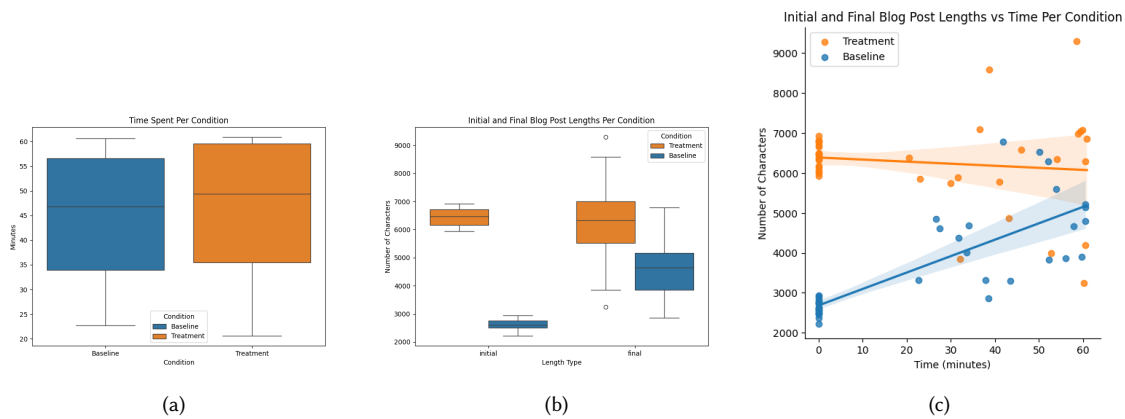 Time Spent Per Condition
60
55
50
45
40
35
30
25
20
Minutes
Condition
Baseline
Treatment
Baseline
Treatment
Condition
(a)
Initial and Final Blog Post Lengths Per Condition
Condition
Treatment
Baseline
9000
8000
7000
6000
5000
4000
3000
2000
Number of Characters
initial
final
Length Type
(b)
Initial and Final Blog Post Lengths vs Time Per Condition
Treatment
Baseline
9000
8000
7000
6000
5000
4000
3000
2000
Number of Characters
0
10
20
30
40
50
60
Time (minutes)
(c)